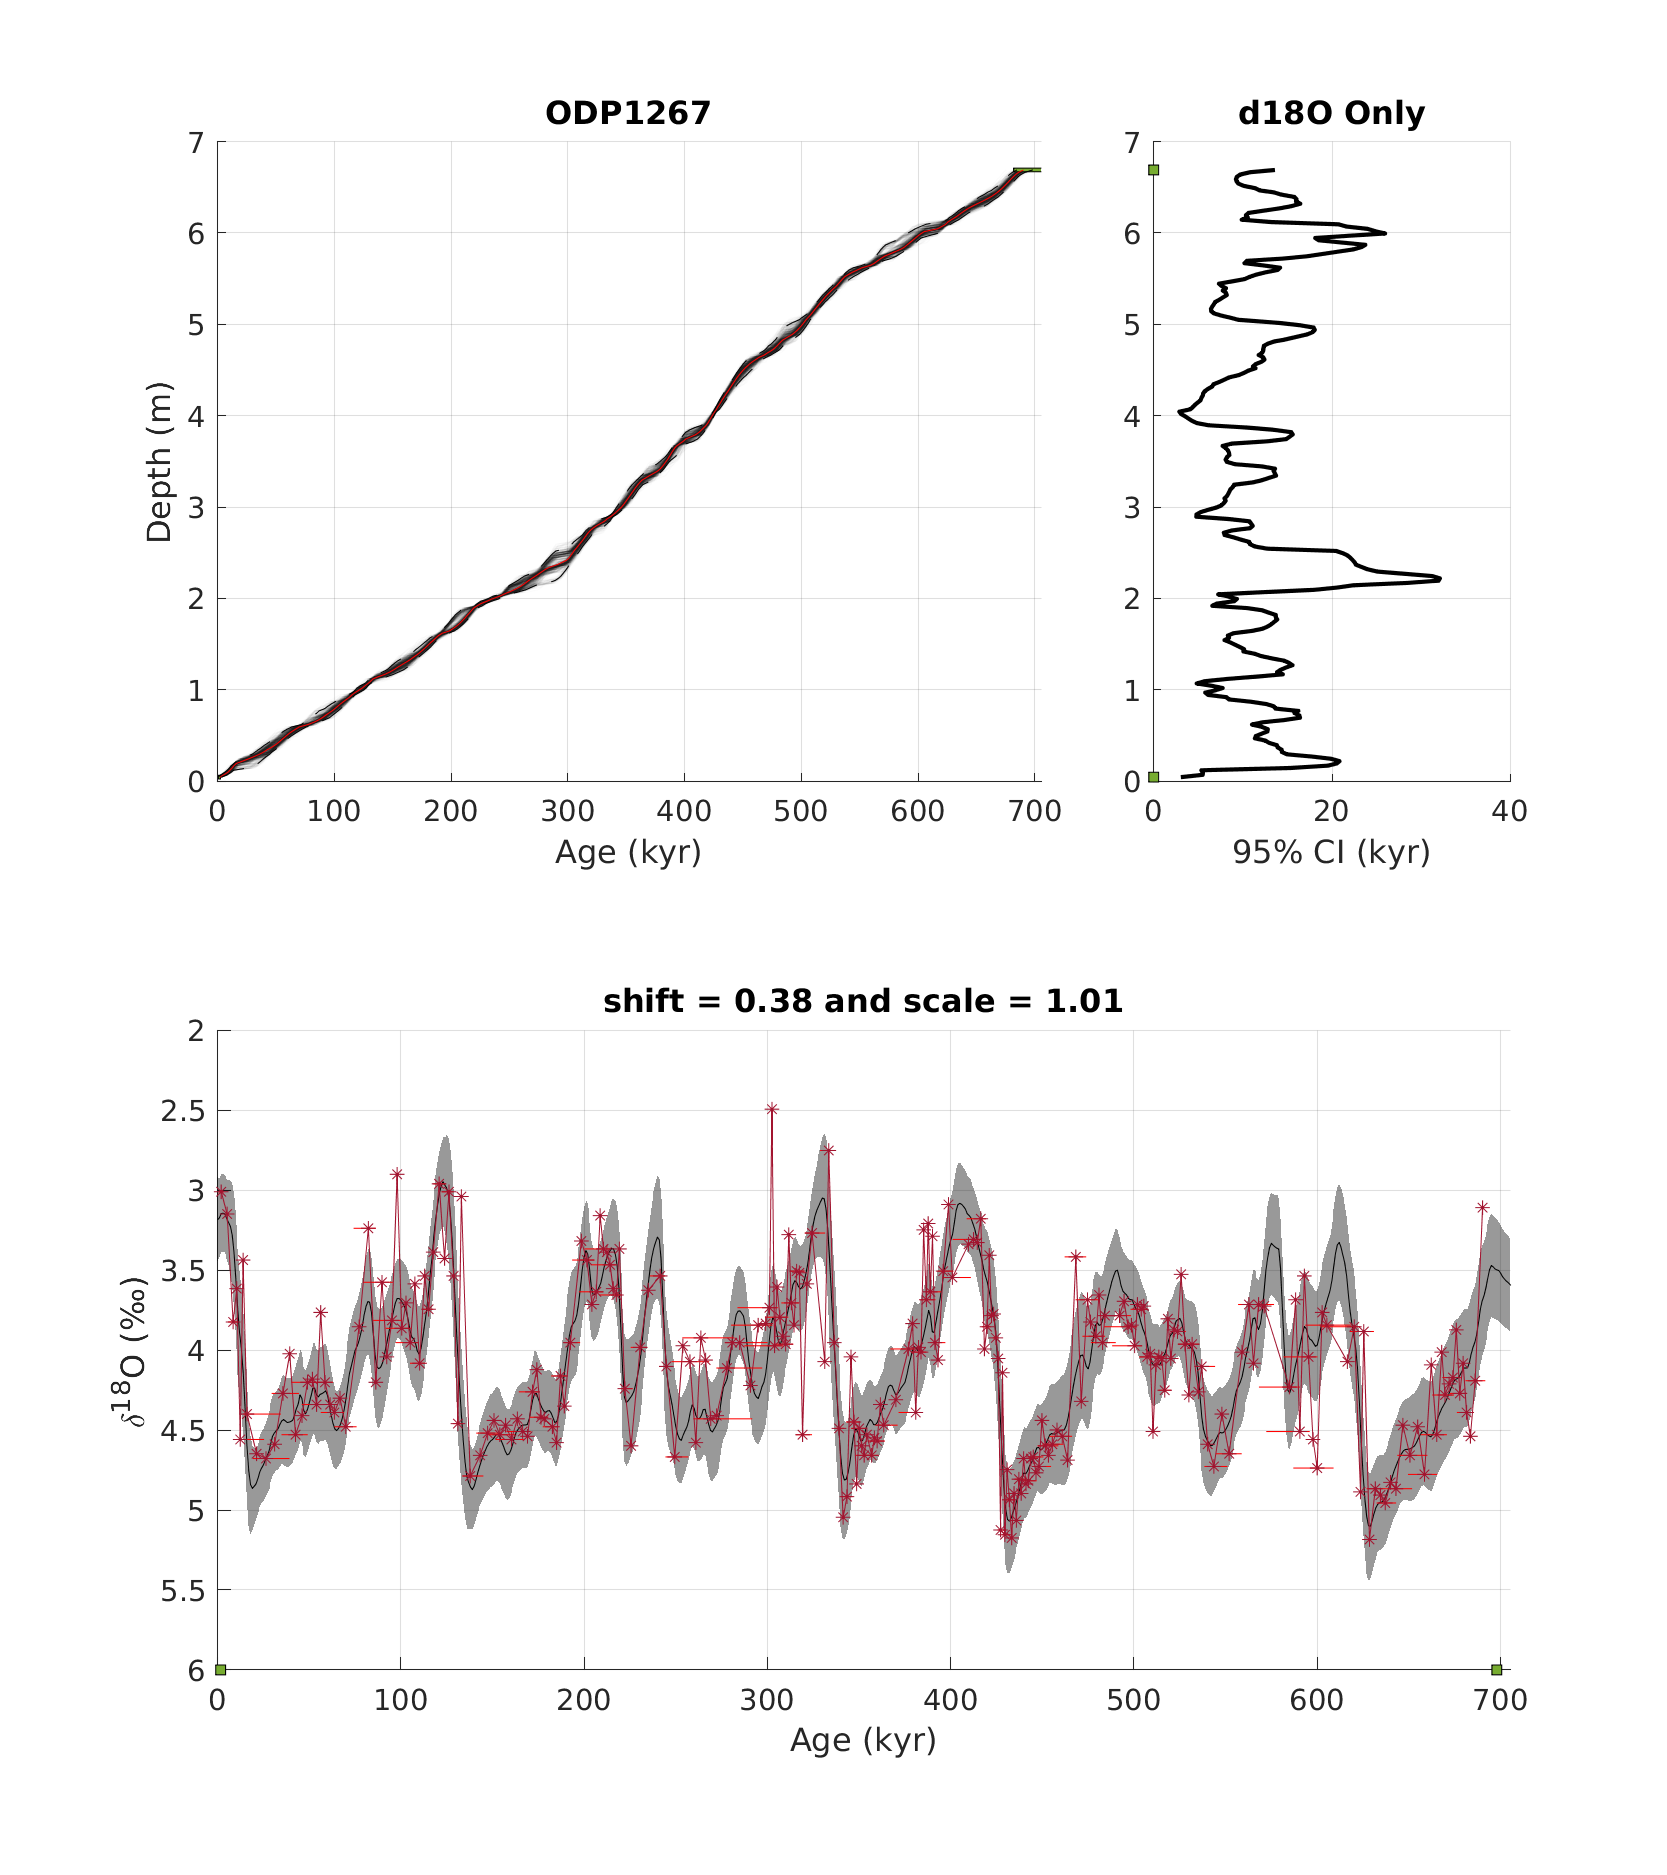 ODP1267
d18O Only
7
6
5
4
3
2
1
0
Depth (m)
0 100 200 300 400 500 600 700
Age (kyr)
7
6
5
4
3
2
1
0
0 20 40
95% CI (kyr)
shift = 0.38 and scale = 1.01
2
2.5
3
3.5
4
4.5
5
5.5
6
δ¹⁸O (‰)
0 100 200 300 400 500 600 700
Age (kyr)